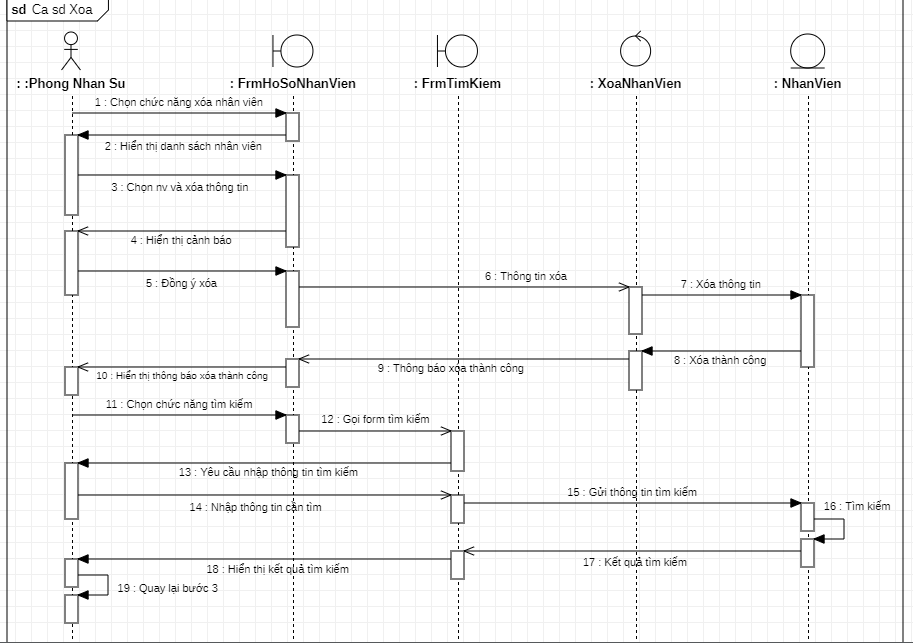 sd Ca sd Xoa
: :Phong Nhan Su
: FrmHoSoNhanVien
: FrmTimKiem
: XoaNhanVien
: NhanVien
1 : Chọn chức năng xóa nhân viên
2 : Hiển thị danh sách nhân viên
3 : Chọn nv và xóa thông tin
4 : Hiển thị cảnh báo
5 : Đồng ý xóa
6 : Thông tin xóa
7 : Xóa thông tin
8 : Xóa thành công
9 : Thông báo xóa thành công
10 : Hiển thị thông báo xóa thành công
11 : Chọn chức năng tìm kiếm
12 : Gọi form tìm kiếm
13 : Yêu cầu nhập thông tin tìm kiếm
14 : Nhập thông tin cần tìm
15 : Gửi thông tin tìm kiếm
16 : Tìm kiếm
17 : Kết quả tìm kiếm
18 : Hiển thị kết quả tìm kiếm
19 : Quay lại bước 3